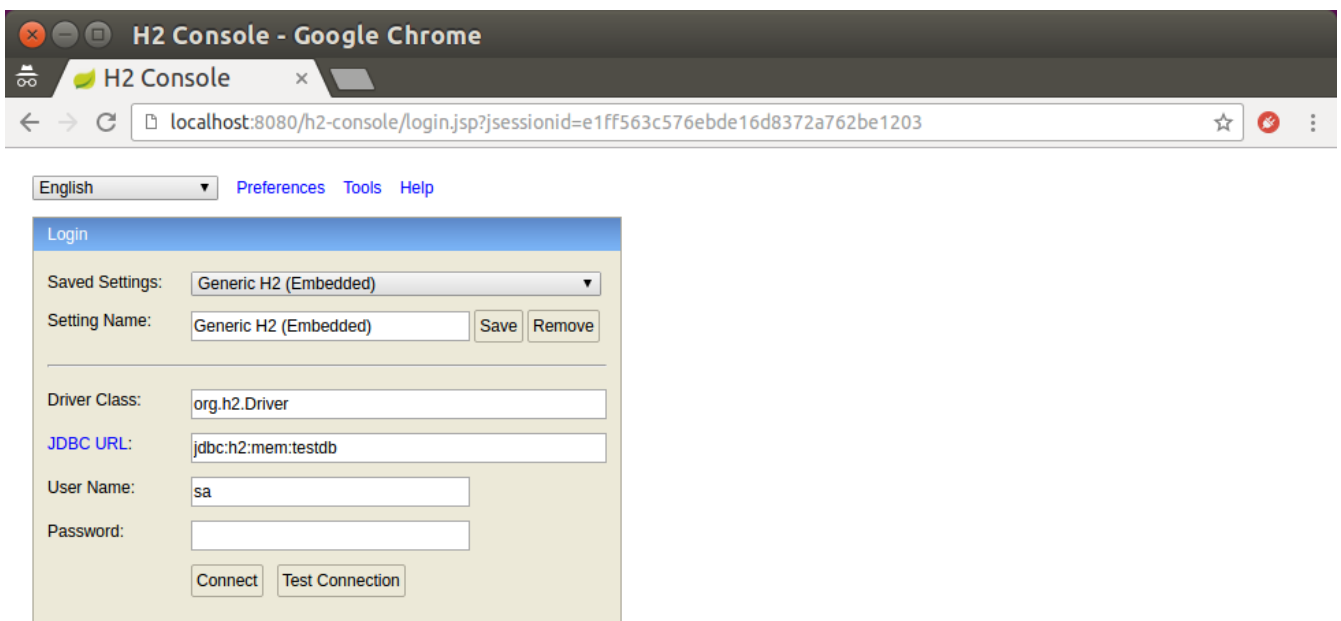 H2 Console - Google Chrome
H2 Console
localhost:8080/h2-console/login.jsp?jsessionid=e1ff563c576ebde16d8372a762be1203
English Preferences Tools Help
Login
Saved Settings: Generic H2 (Embedded)
Setting Name: Generic H2 (Embedded) Save Remove
Driver Class: org.h2.Driver
JDBC URL: jdbc:h2:mem:testdb
User Name: sa
Password:
Connect Test Connection